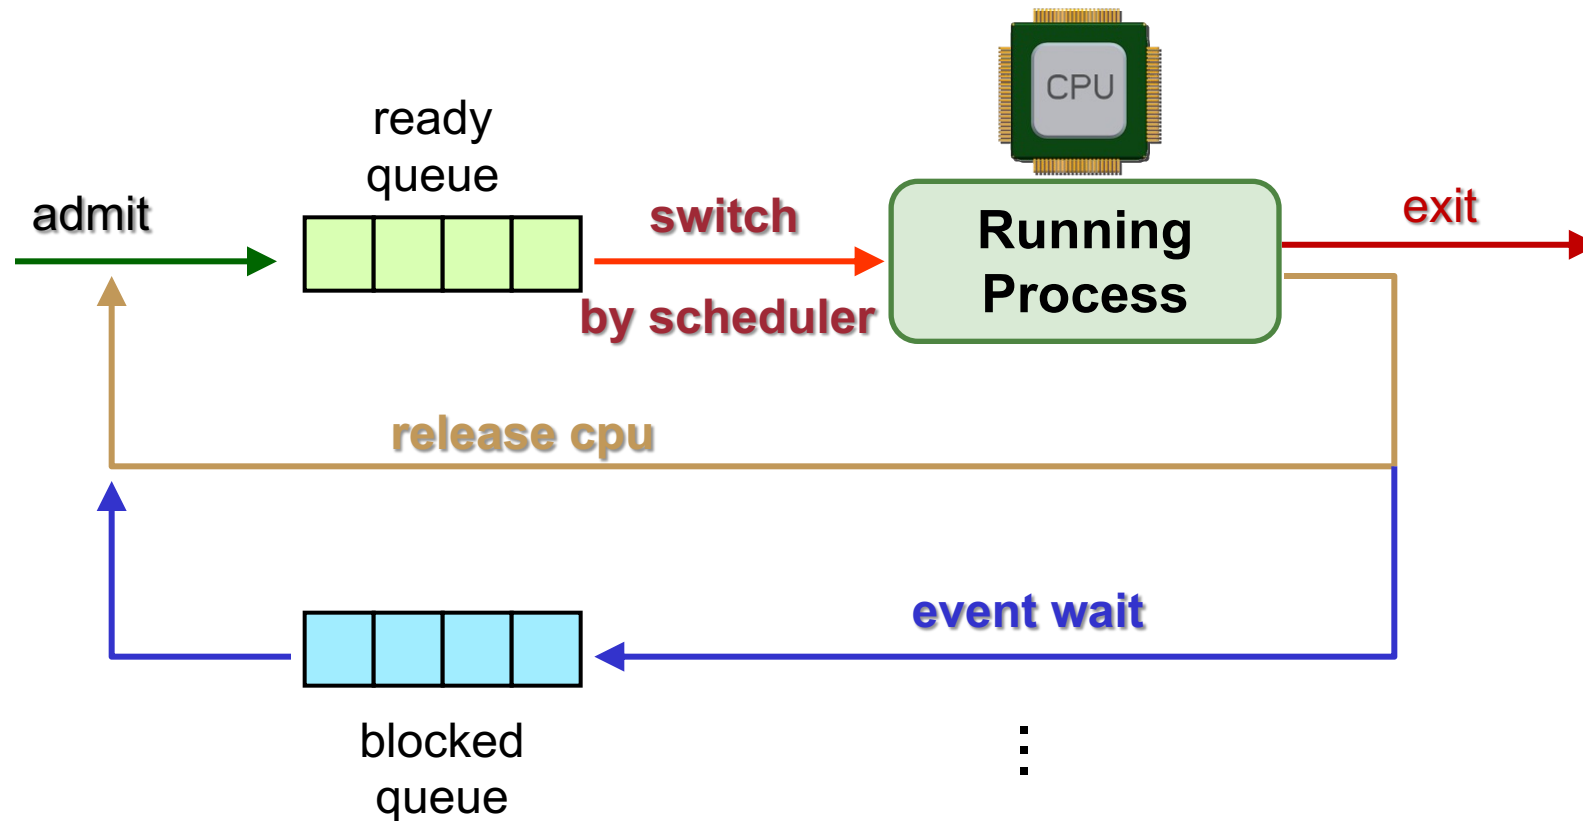 CPU
ready
queue
admit
switch
by scheduler
Running
Process
exit
release cpu
event wait
blocked
queue
⋮